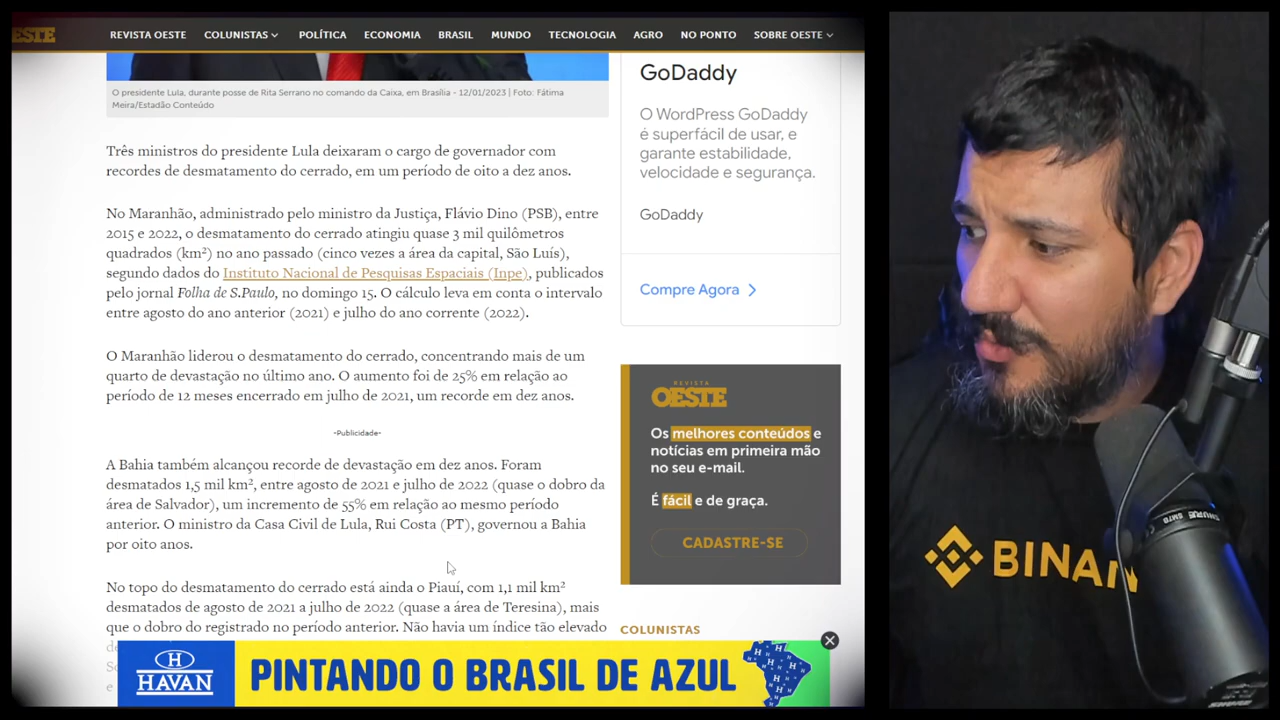 OESTE
REVISTA OESTE COLUNISTAS POLÍTICA ECONOMIA BRASIL MUNDO TECNOLOGIA AGRO NO PONTO SOBRE OESTE
O presidente Lula, durante posse de Rita Serrano no comando da Caixa, em Brasília - 12/01/2023 | Foto: Fátima
Meira/Estadão Conteúdo
Três ministros do presidente Lula deixaram o cargo de governador com
recordes de desmatamento do cerrado, em um período de oito a dez anos.
No Maranhão, administrado pelo ministro da Justiça, Flávio Dino (PSB), entre
2015 e 2022, o desmatamento do cerrado atingiu quase 3 mil quilômetros
quadrados (km²) no ano passado (cinco vezes a área da capital, São Luís),
segundo dados do Instituto Nacional de Pesquisas Espaciais (Inpe), publicados
pelo jornal Folha de S.Paulo, no domingo 15. O cálculo leva em conta o intervalo
entre agosto do ano anterior (2021) e julho do ano corrente (2022).
O Maranhão liderou o desmatamento do cerrado, concentrando mais de um
quarto de devastação no último ano. O aumento foi de 25% em relação ao
período de 12 meses encerrado em julho de 2021, um recorde em dez anos.
-Publicidade-
A Bahia também alcançou recorde de devastação em dez anos. Foram
desmatados 1,5 mil km², entre agosto de 2021 e julho de 2022 (quase o dobro da
área de Salvador), um incremento de 55% em relação ao mesmo período
anterior. O ministro da Casa Civil de Lula, Rui Costa (PT), governou a Bahia
por oito anos.
No topo do desmatamento do cerrado está ainda o Piauí, com 1,1 mil km²
desmatados de agosto de 2021 a julho de 2022 (quase a área de Teresina), mais
que o dobro do registrado no período anterior. Não havia um índice tão elevado
GoDaddy
O WordPress GoDaddy
é superfácil de usar, e
garante estabilidade,
velocidade e segurança.
GoDaddy
Compre Agora
REVISTA
OESTE
Os melhores conteúdos e
notícias em primeira mão
no seu e-mail.
É fácil e de graça.
CADASTRE-SE
COLUNISTAS
H
HAVAN
PINTANDO O BRASIL DE AZUL
BINAN
SM7B